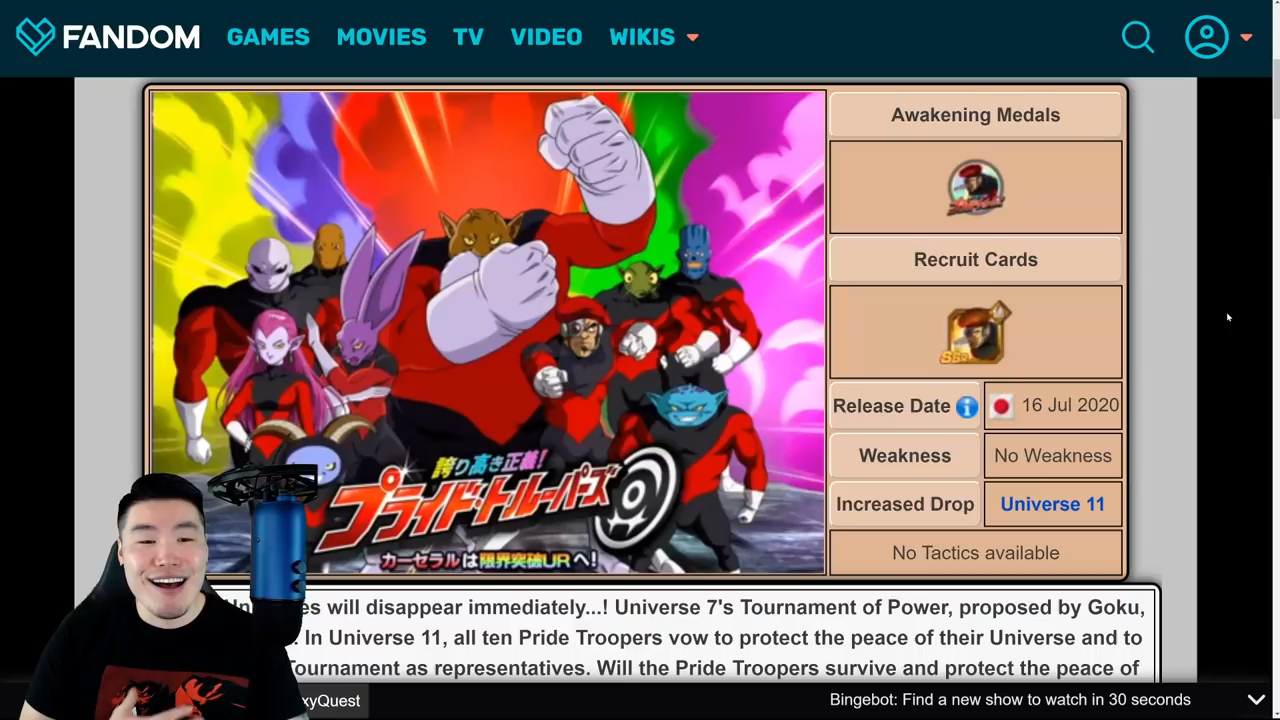 FANDOM GAMES MOVIES TV VIDEO WIKIS
Awakening Medals
Recruit Cards
SSR
Release Date 16 Jul 2020
Weakness No Weakness
Increased Drop Universe 11
No Tactics available
誇り高き正義!
プライド・トルーパーズ
カーセラルは限界突破URへ!
will disappear immediately...! Universe 7's Tournament of Power, proposed by Goku,
In Universe 11, all ten Pride Troopers vow to protect the peace of their Universe and to
Tournament as representatives. Will the Pride Troopers survive and protect the peace of
xyQuest
Bingebot: Find a new show to watch in 30 seconds